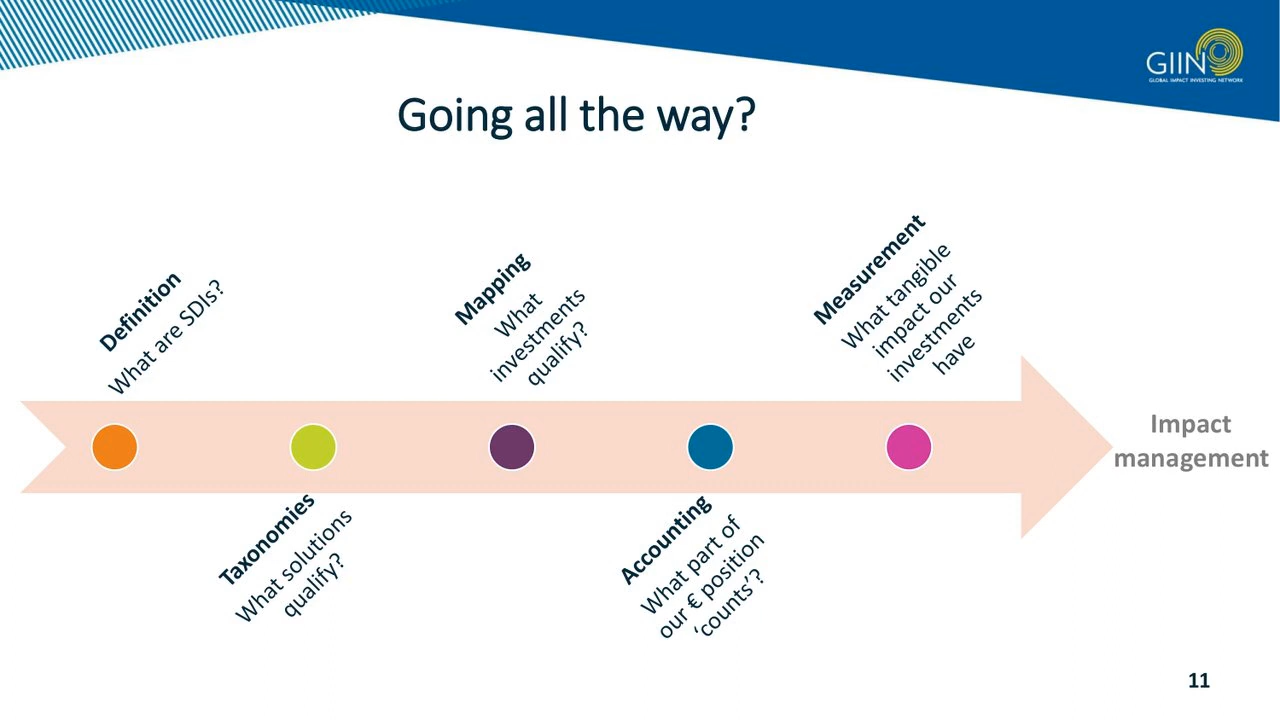 GIIN
GLOBAL IMPACT INVESTING NETWORK
Going all the way?
Definition
What are SDIs?
Taxonomies
What solutions
qualify?
Mapping
What
investments
qualify?
Accounting
What part of
our € position
‘counts’?
Measurement
What tangible
impact our
investments
have
Impact
management
11